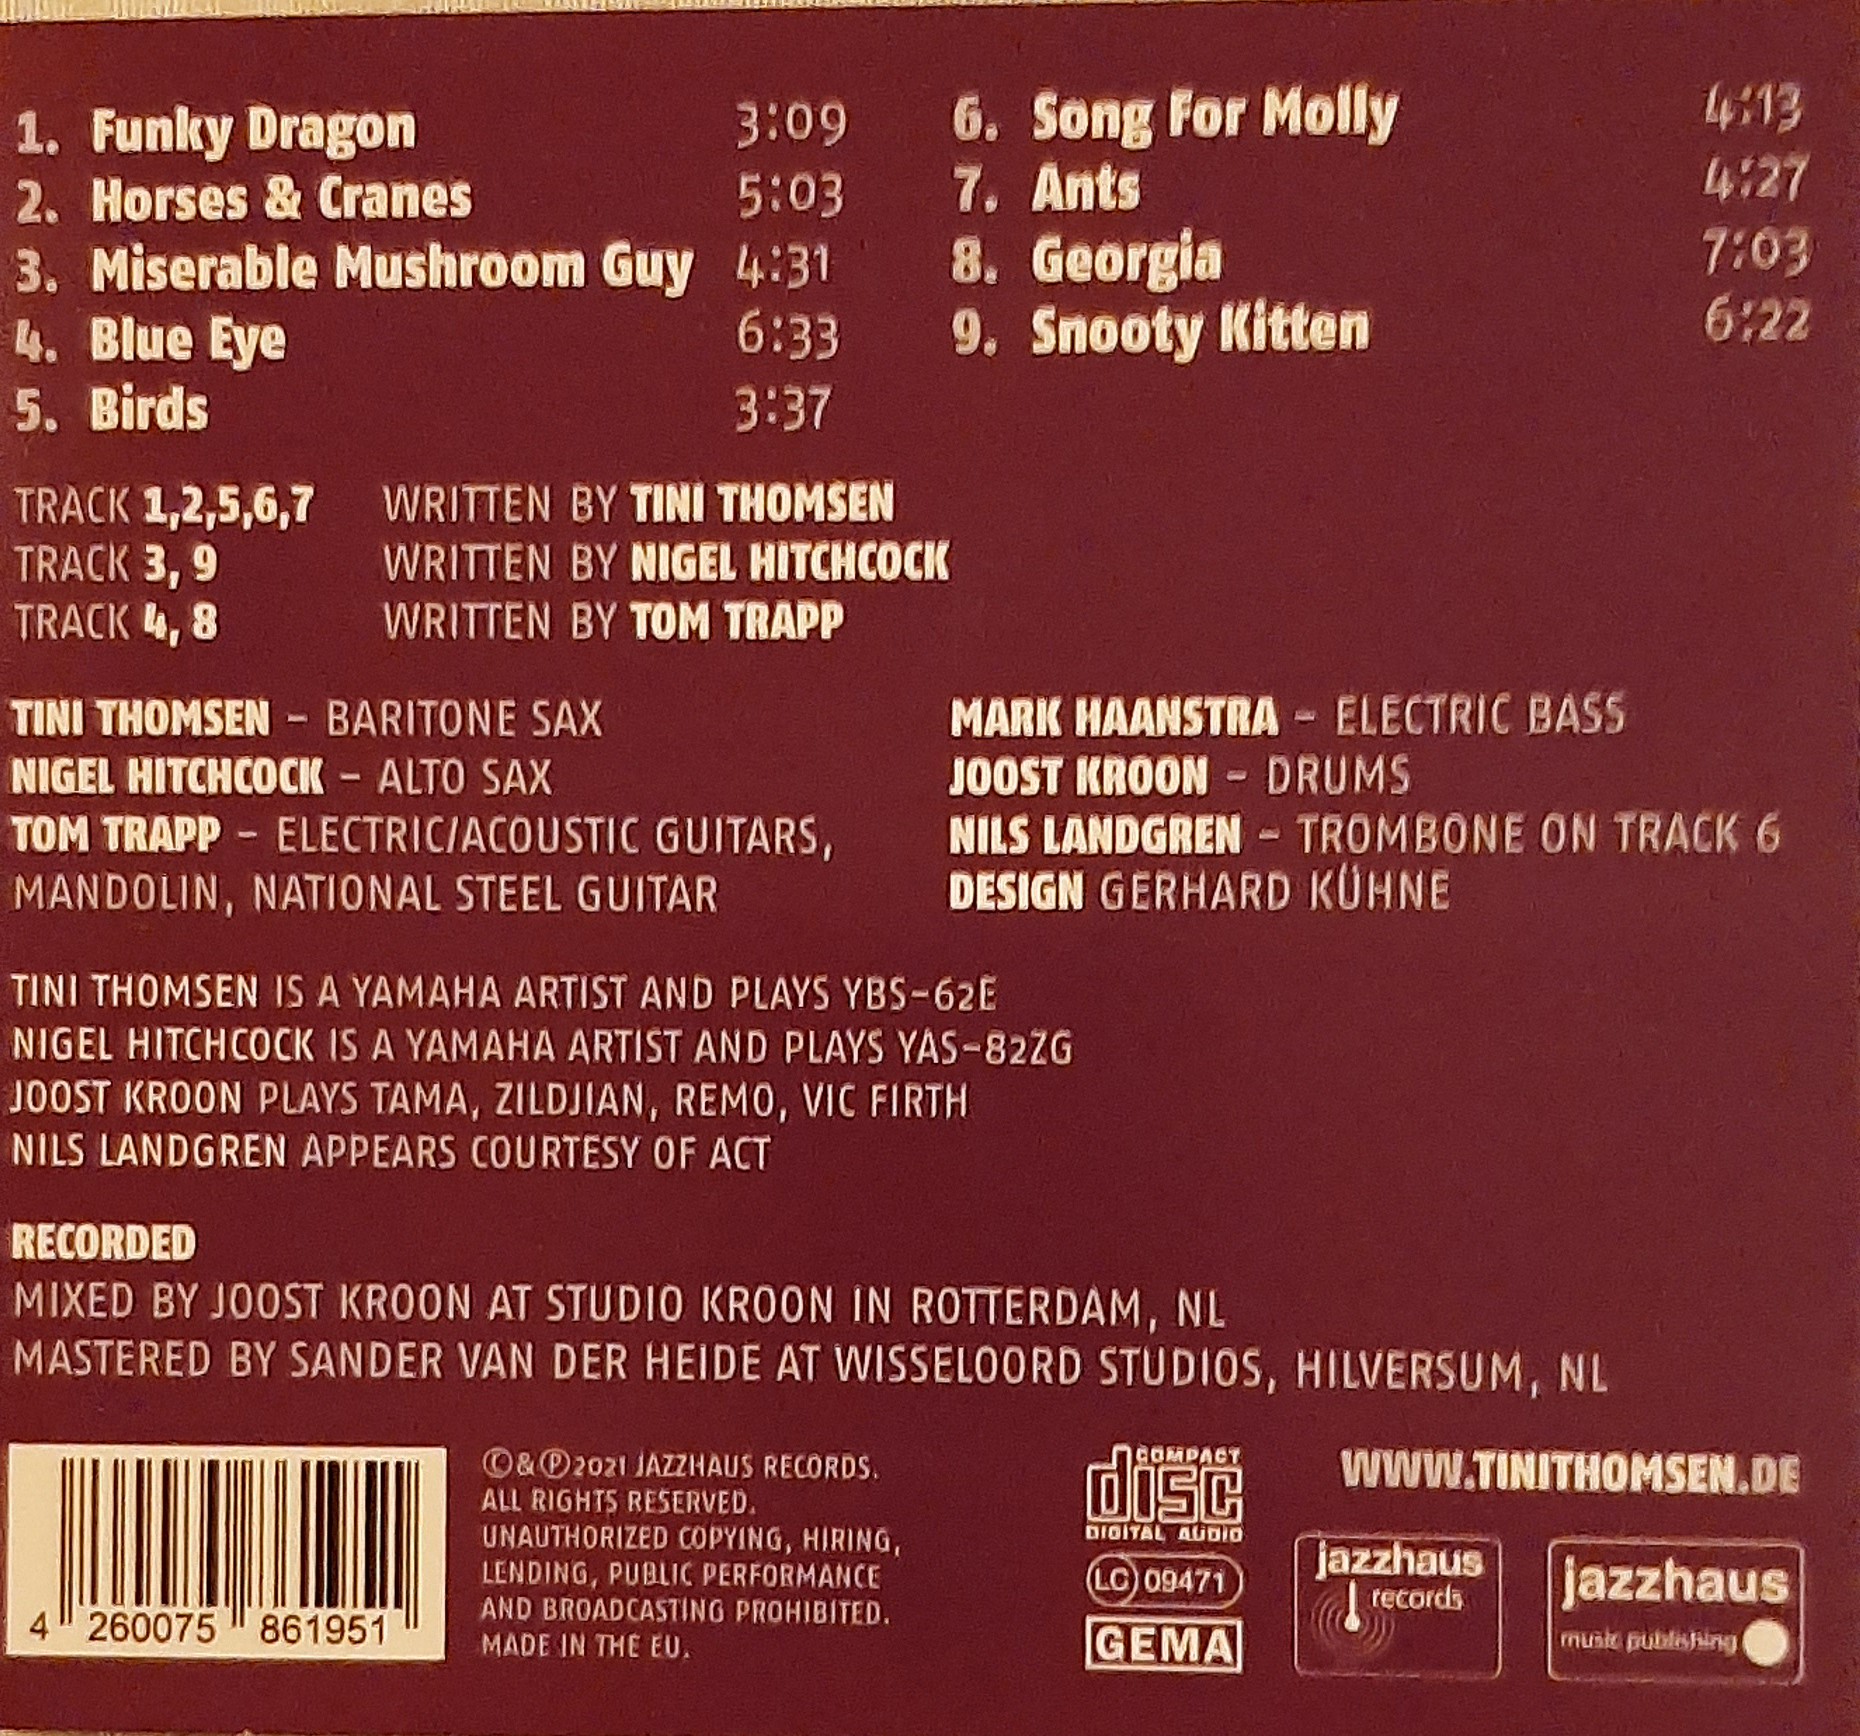 1. Funky Dragon 3:09
2. Horses & Cranes 5:03
3. Miserable Mushroom Guy 4:31
4. Blue Eye 6:33
5. Birds 3:37
6. Song For Molly 4:13
7. Ants 4:27
8. Georgia 7:03
9. Snooty Kitten 6:22
TRACK 1,2,5,6,7 WRITTEN BY TINI THOMSEN
TRACK 3, 9 WRITTEN BY NIGEL HITCHCOCK
TRACK 4, 8 WRITTEN BY TOM TRAPP
TINI THOMSEN – BARITONE SAX
NIGEL HITCHCOCK – ALTO SAX
TOM TRAPP – ELECTRIC/ACOUSTIC GUITARS,
MANDOLIN, NATIONAL STEEL GUITAR
MARK HAANSTRA – ELECTRIC BASS
JOOST KROON – DRUMS
NILS LANDGREN – TROMBONE ON TRACK 6
DESIGN GERHARD KÜHNE
TINI THOMSEN IS A YAMAHA ARTIST AND PLAYS YBS-62E
NIGEL HITCHCOCK IS A YAMAHA ARTIST AND PLAYS YAS-82ZG
JOOST KROON PLAYS TAMA, ZILDJIAN, REMO, VIC FIRTH
NILS LANDGREN APPEARS COURTESY OF ACT
RECORDED
MIXED BY JOOST KROON AT STUDIO KROON IN ROTTERDAM, NL
MASTERED BY SANDER VAN DER HEIDE AT WISSELOORD STUDIOS, HILVERSUM, NL
4 260075 861951
©&℗2021 JAZZHAUS RECORDS.
ALL RIGHTS RESERVED.
UNAUTHORIZED COPYING, HIRING,
LENDING, PUBLIC PERFORMANCE
AND BROADCASTING PROHIBITED.
MADE IN THE EU.
COMPACT
disc
DIGITAL AUDIO
LC 09471
GEMA
WWW.TINITHOMSEN.DE
jazzhaus
records
jazzhaus
music publishing